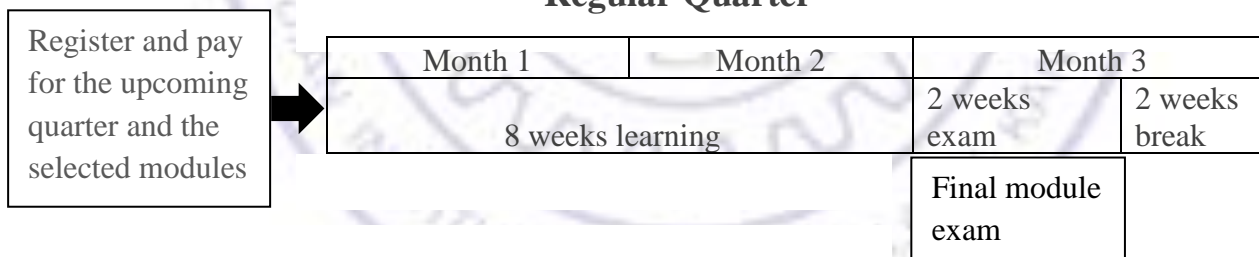 Regular Quarter
Register and pay
for the upcoming
quarter and the
selected modules
Month 1 Month 2 Month 3
8 weeks learning
2 weeks
exam
2 weeks
break
Final module
exam